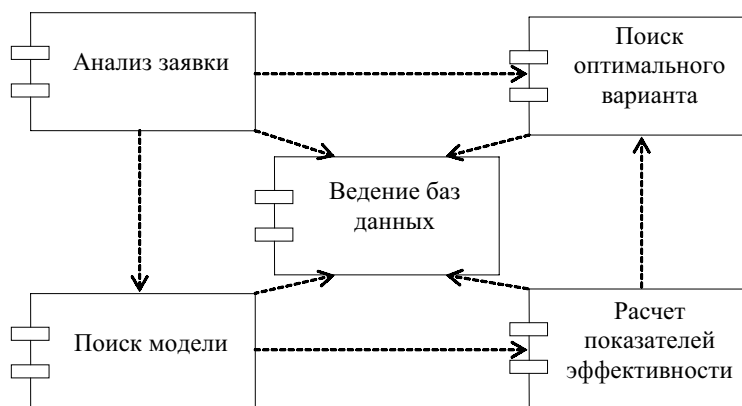 Анализ заявки
Поиск
оптимального
варианта
Ведение баз
данных
Поиск модели
Расчет
показателей
эффективности